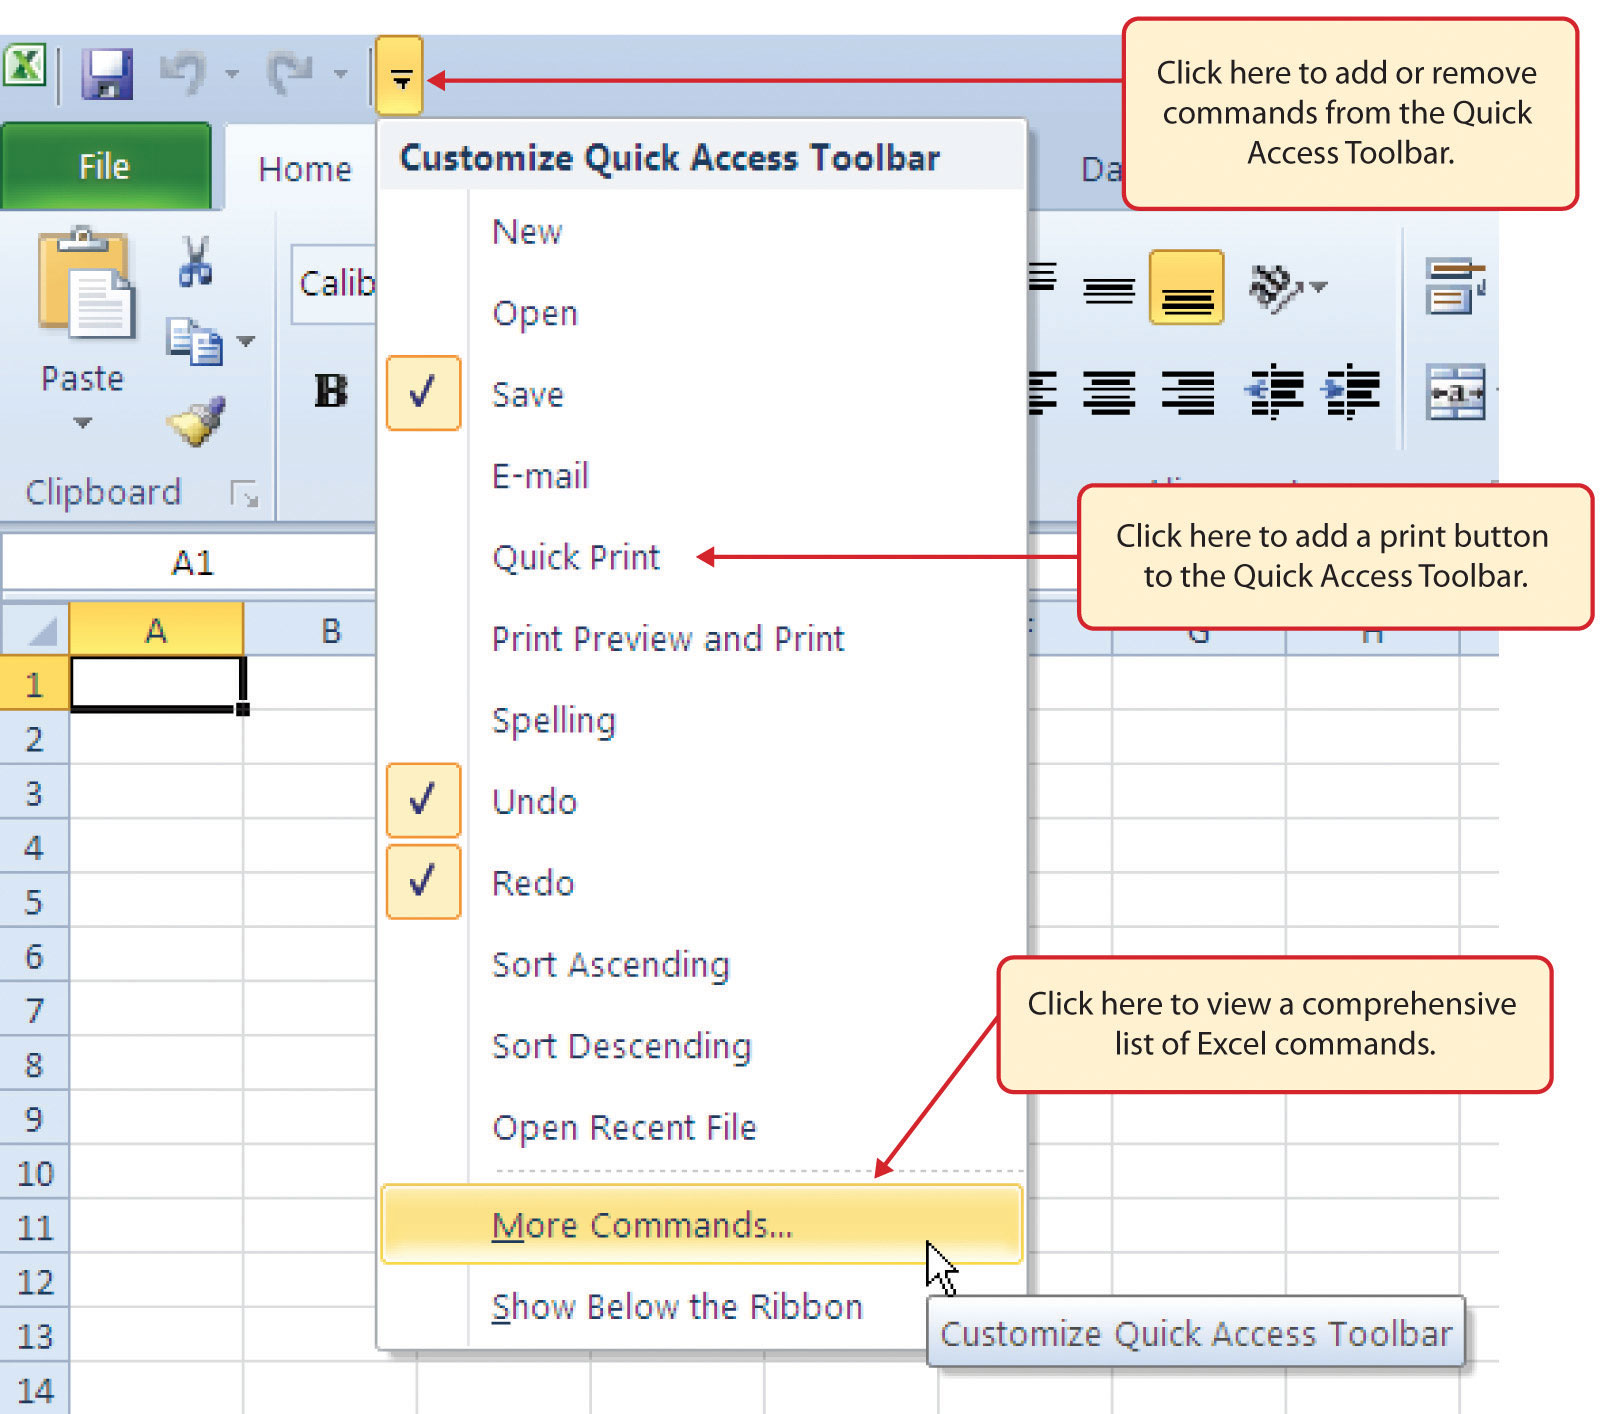 Click here to add or remove
commands from the Quick
Access Toolbar.
File
Home
Customize Quick Access Toolbar
New
Open
Save
E-mail
Quick Print
Print Preview and Print
Spelling
Undo
Redo
Sort Ascending
Sort Descending
Open Recent File
More Commands...
Show Below the Ribbon
Customize Quick Access Toolbar
Calib
B
Paste
Clipboard
a
Click here to add a print button
to the Quick Access Toolbar.
A1
A B G H
1
2
3
4
5
6
7
8
9
10
11
12
13
14
Click here to view a comprehensive
list of Excel commands.